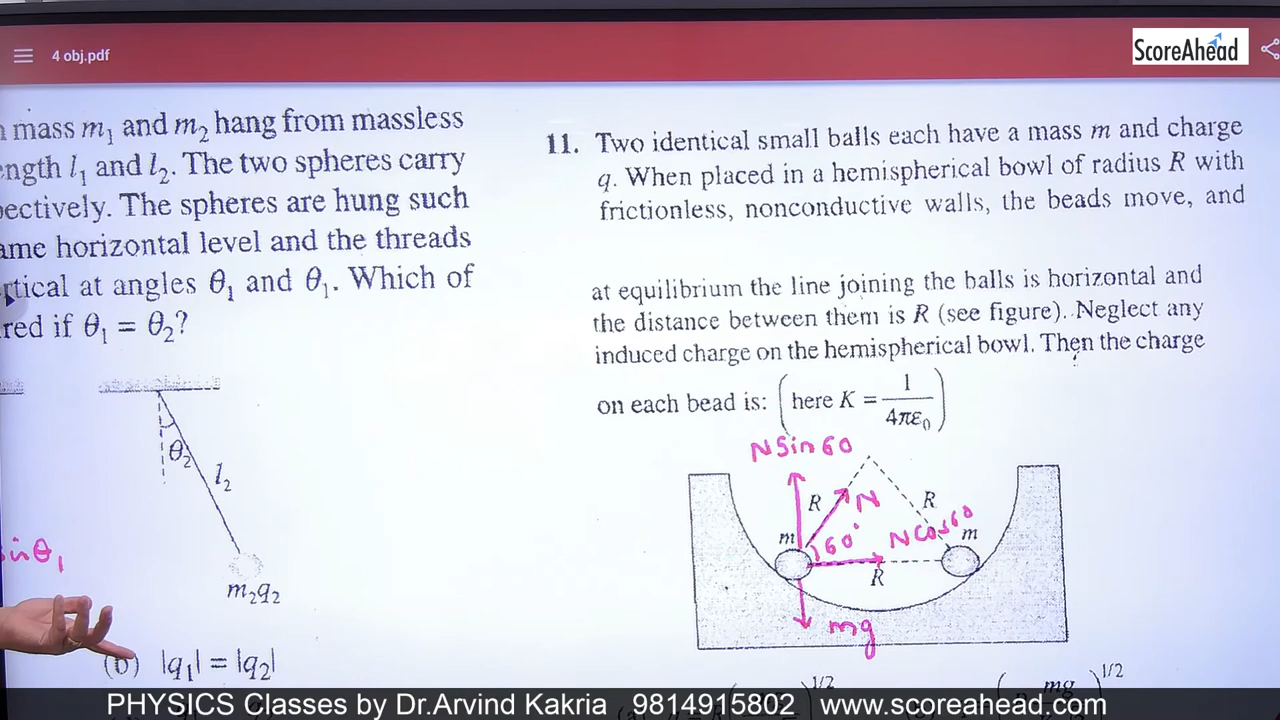 4 obj.pdf
ScoreAhead
mass m₁ and m₂ hang from massless
l₁ and l₂. The two spheres carry
The spheres are hung such
horizontal level and the threads
at angles θ₁ and θ₁. Which of
if θ₁ = θ₂?
θ₂
l₂
m₂q₂
θ₁
(b) |q₁| = |q₂|
11. Two identical small balls each have a mass m and charge
q. When placed in a hemispherical bowl of radius R with
frictionless, nonconductive walls, the beads move, and
at equilibrium the line joining the balls is horizontal and
the distance between them is R (see figure). Neglect any
induced charge on the hemispherical bowl. Then the charge
on each bead is: (here K = 1/4πε₀)
N Sin 60
R
N
R
m
60°
N Cos 60
m
R
mg
1/2
mg
1/2
PHYSICS Classes by Dr.Arvind Kakria 9814915802 www.scoreahead.com